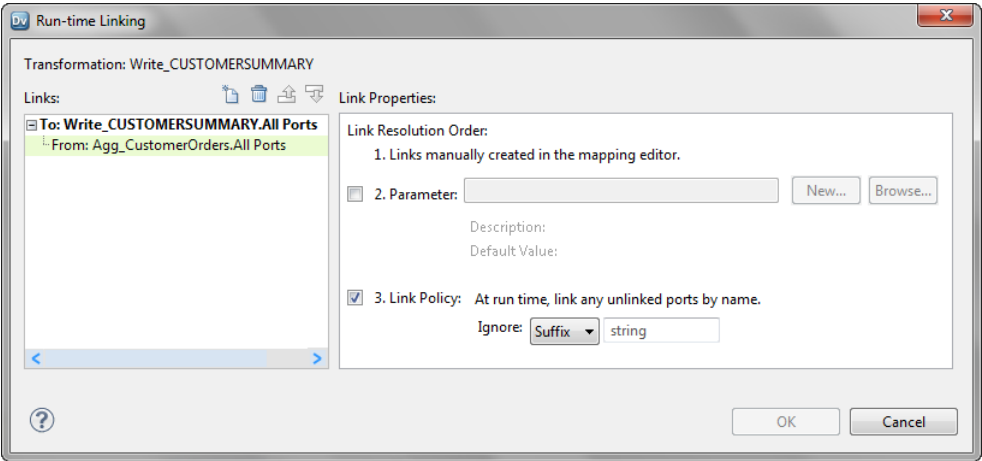 Dv Run-time Linking
Transformation: Write_CUSTOMERSUMMARY
Links:
To: Write_CUSTOMERSUMMARY.All Ports
From: Agg_CustomerOrders.All Ports
Link Properties:
Link Resolution Order:
1. Links manually created in the mapping editor.
2. Parameter: New... Browse...
Description:
Default Value:
3. Link Policy: At run time, link any unlinked ports by name.
Ignore: Suffix string
? OK Cancel